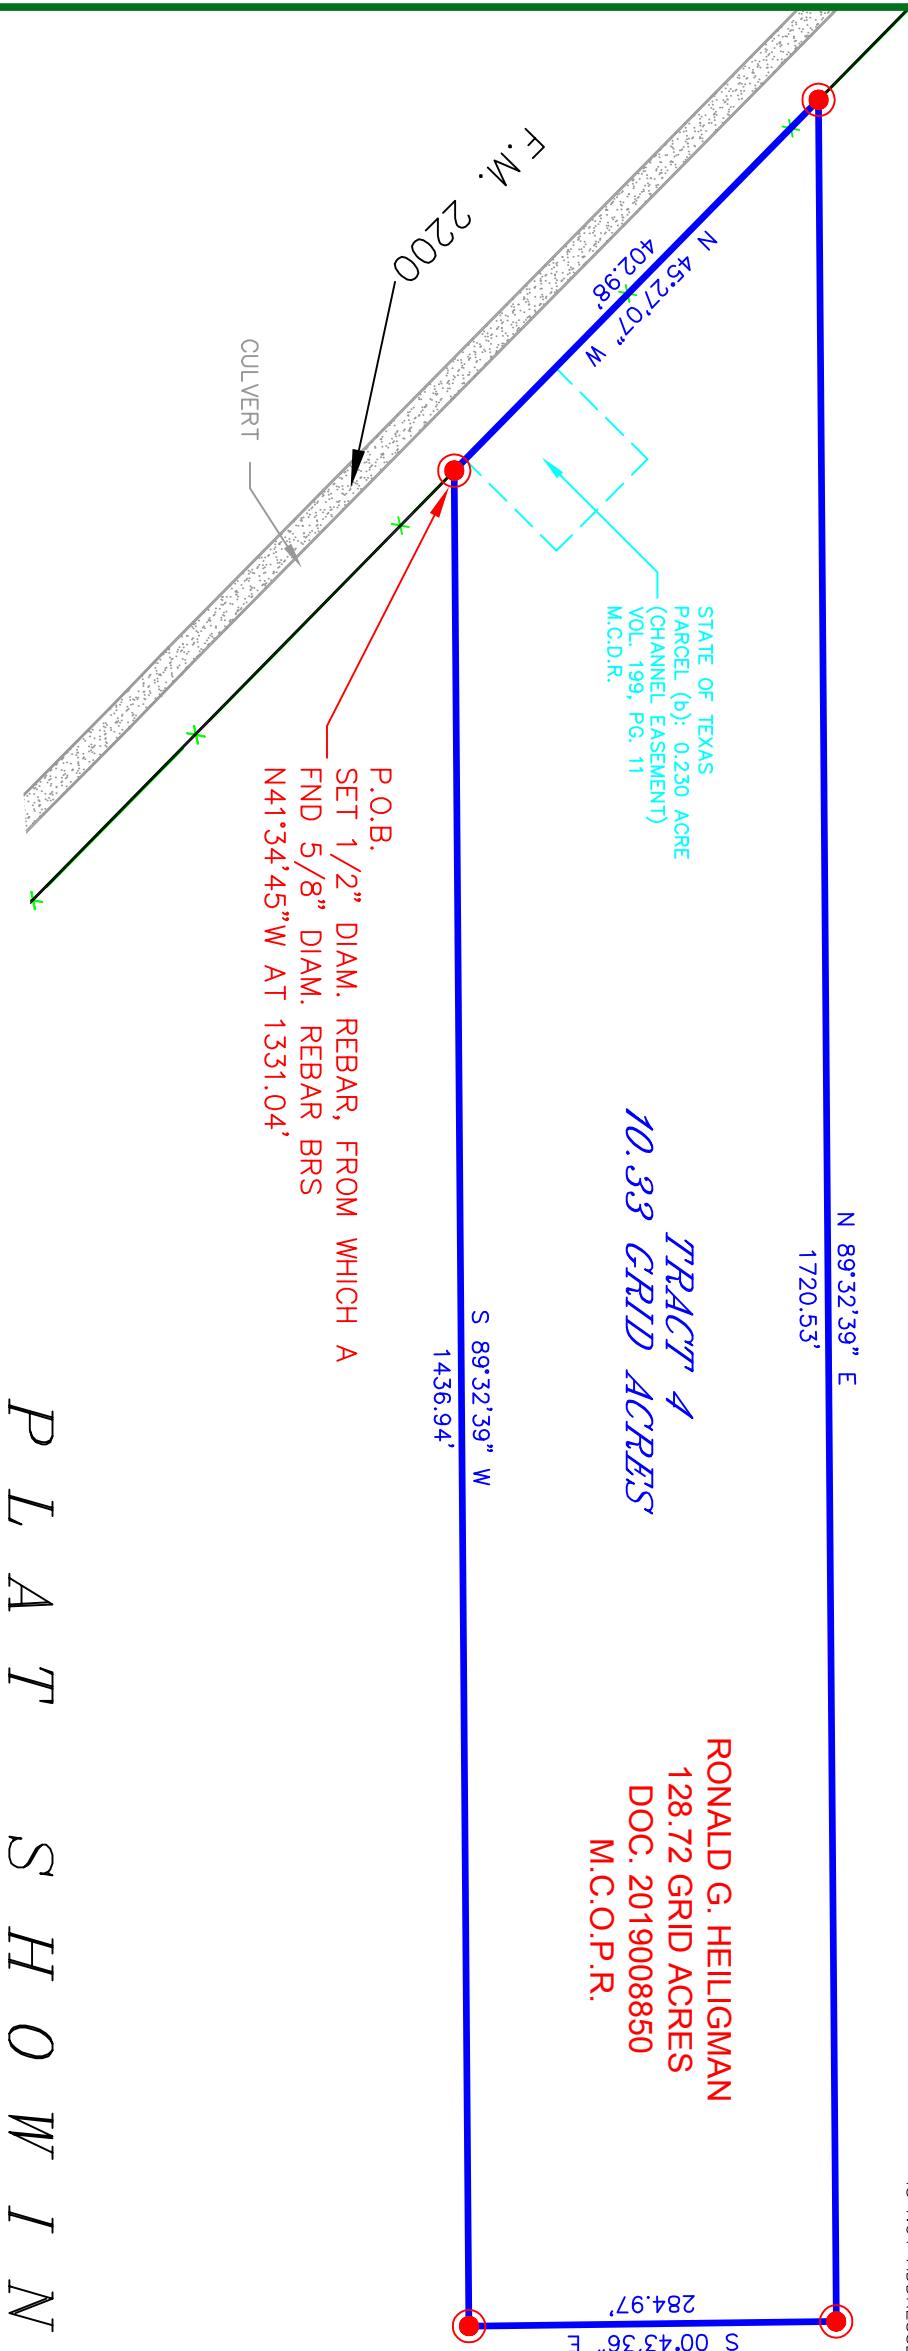 N 89°32'39" E
1720.53'
N 45°27'07" W
402.98'
F.M. 2200
CULVERT
STATE OF TEXAS
PARCEL (b): 0.230 ACRE
(CHANNEL EASEMENT)
VOL. 199, PG. 11
M.C.D.R.
TRACT 4
10.33 GRID ACRES
RONALD G. HEILIGMAN
128.72 GRID ACRES
DOC. 2019008850
M.C.O.P.R.
284.97'
S 00°43'36" E
S 89°32'39" W
1436.94'
P.O.B.
SET 1/2" DIAM. REBAR, FROM WHICH A
FND 5/8" DIAM. REBAR BRS
N41°34'45"W AT 1331.04'
PLAT SHOWIN